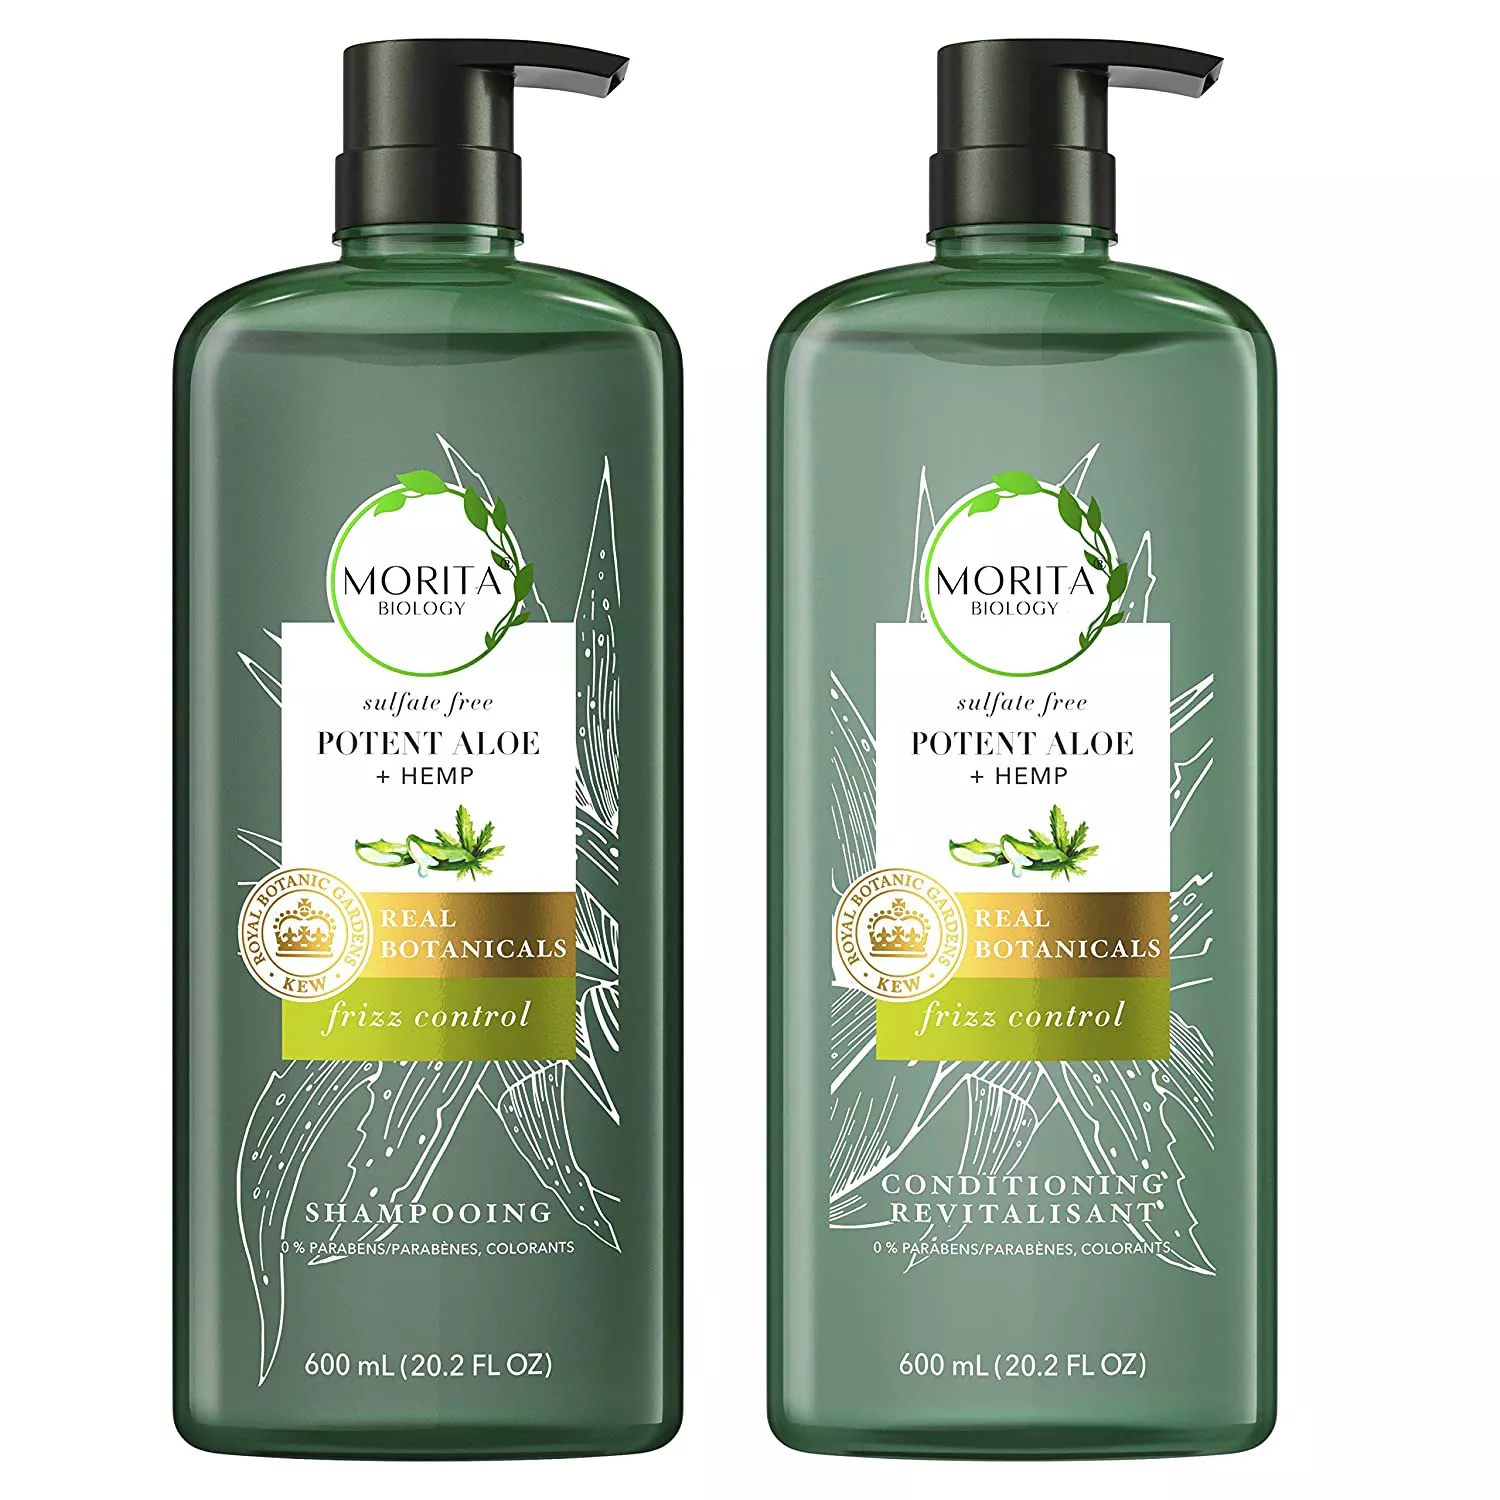 MORITA®
BIOLOGY
sulfate free
POTENT ALOE
+ HEMP
ROYAL BOTANIC GARDENS
• KEW •
REAL
BOTANICALS
frizz control
SHAMPOOING
0 % PARABENS/PARABÈNES, COLORANTS
600 mL (20.2 FL OZ)
MORITA®
BIOLOGY
sulfate free
POTENT ALOE
+ HEMP
ROYAL BOTANIC GARDENS
• KEW •
REAL
BOTANICALS
frizz control
CONDITIONING
REVITALISANT
0 % PARABENS/PARABÈNES, COLORANTS
600 mL (20.2 FL OZ)